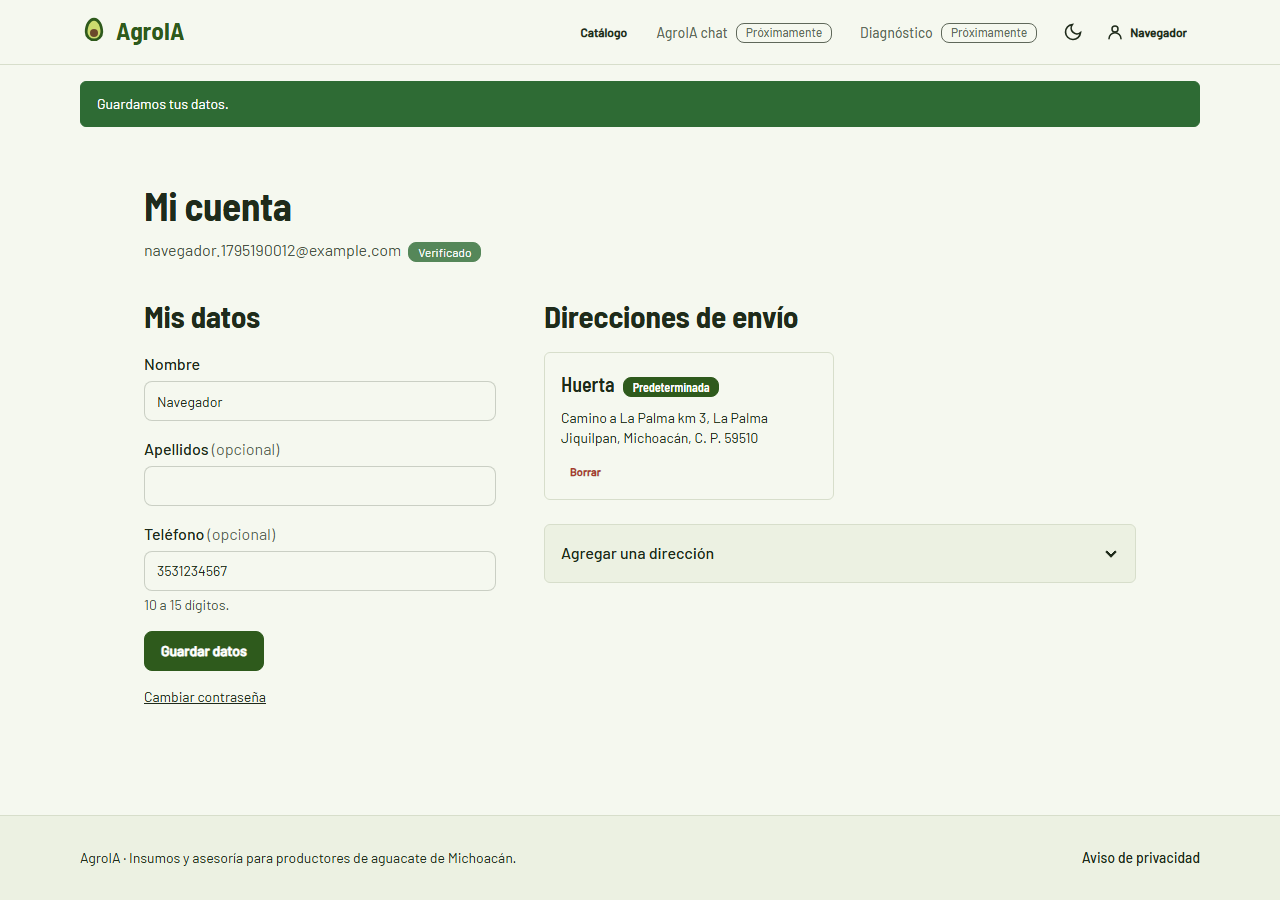 AgroIA
Catálogo
AgroIA chat Próximamente
Diagnóstico Próximamente
Navegador
Guardamos tus datos.
Mi cuenta
navegador.1795190012@example.com Verificado
Mis datos
Nombre
Navegador
Apellidos (opcional)
Teléfono (opcional)
3531234567
10 a 15 dígitos.
Guardar datos
Cambiar contraseña
Direcciones de envío
Huerta Predeterminada
Camino a La Palma km 3, La Palma
Jiquilpan, Michoacán, C. P. 59510
Borrar
Agregar una dirección
AgroIA · Insumos y asesoría para productores de aguacate de Michoacán.
Aviso de privacidad